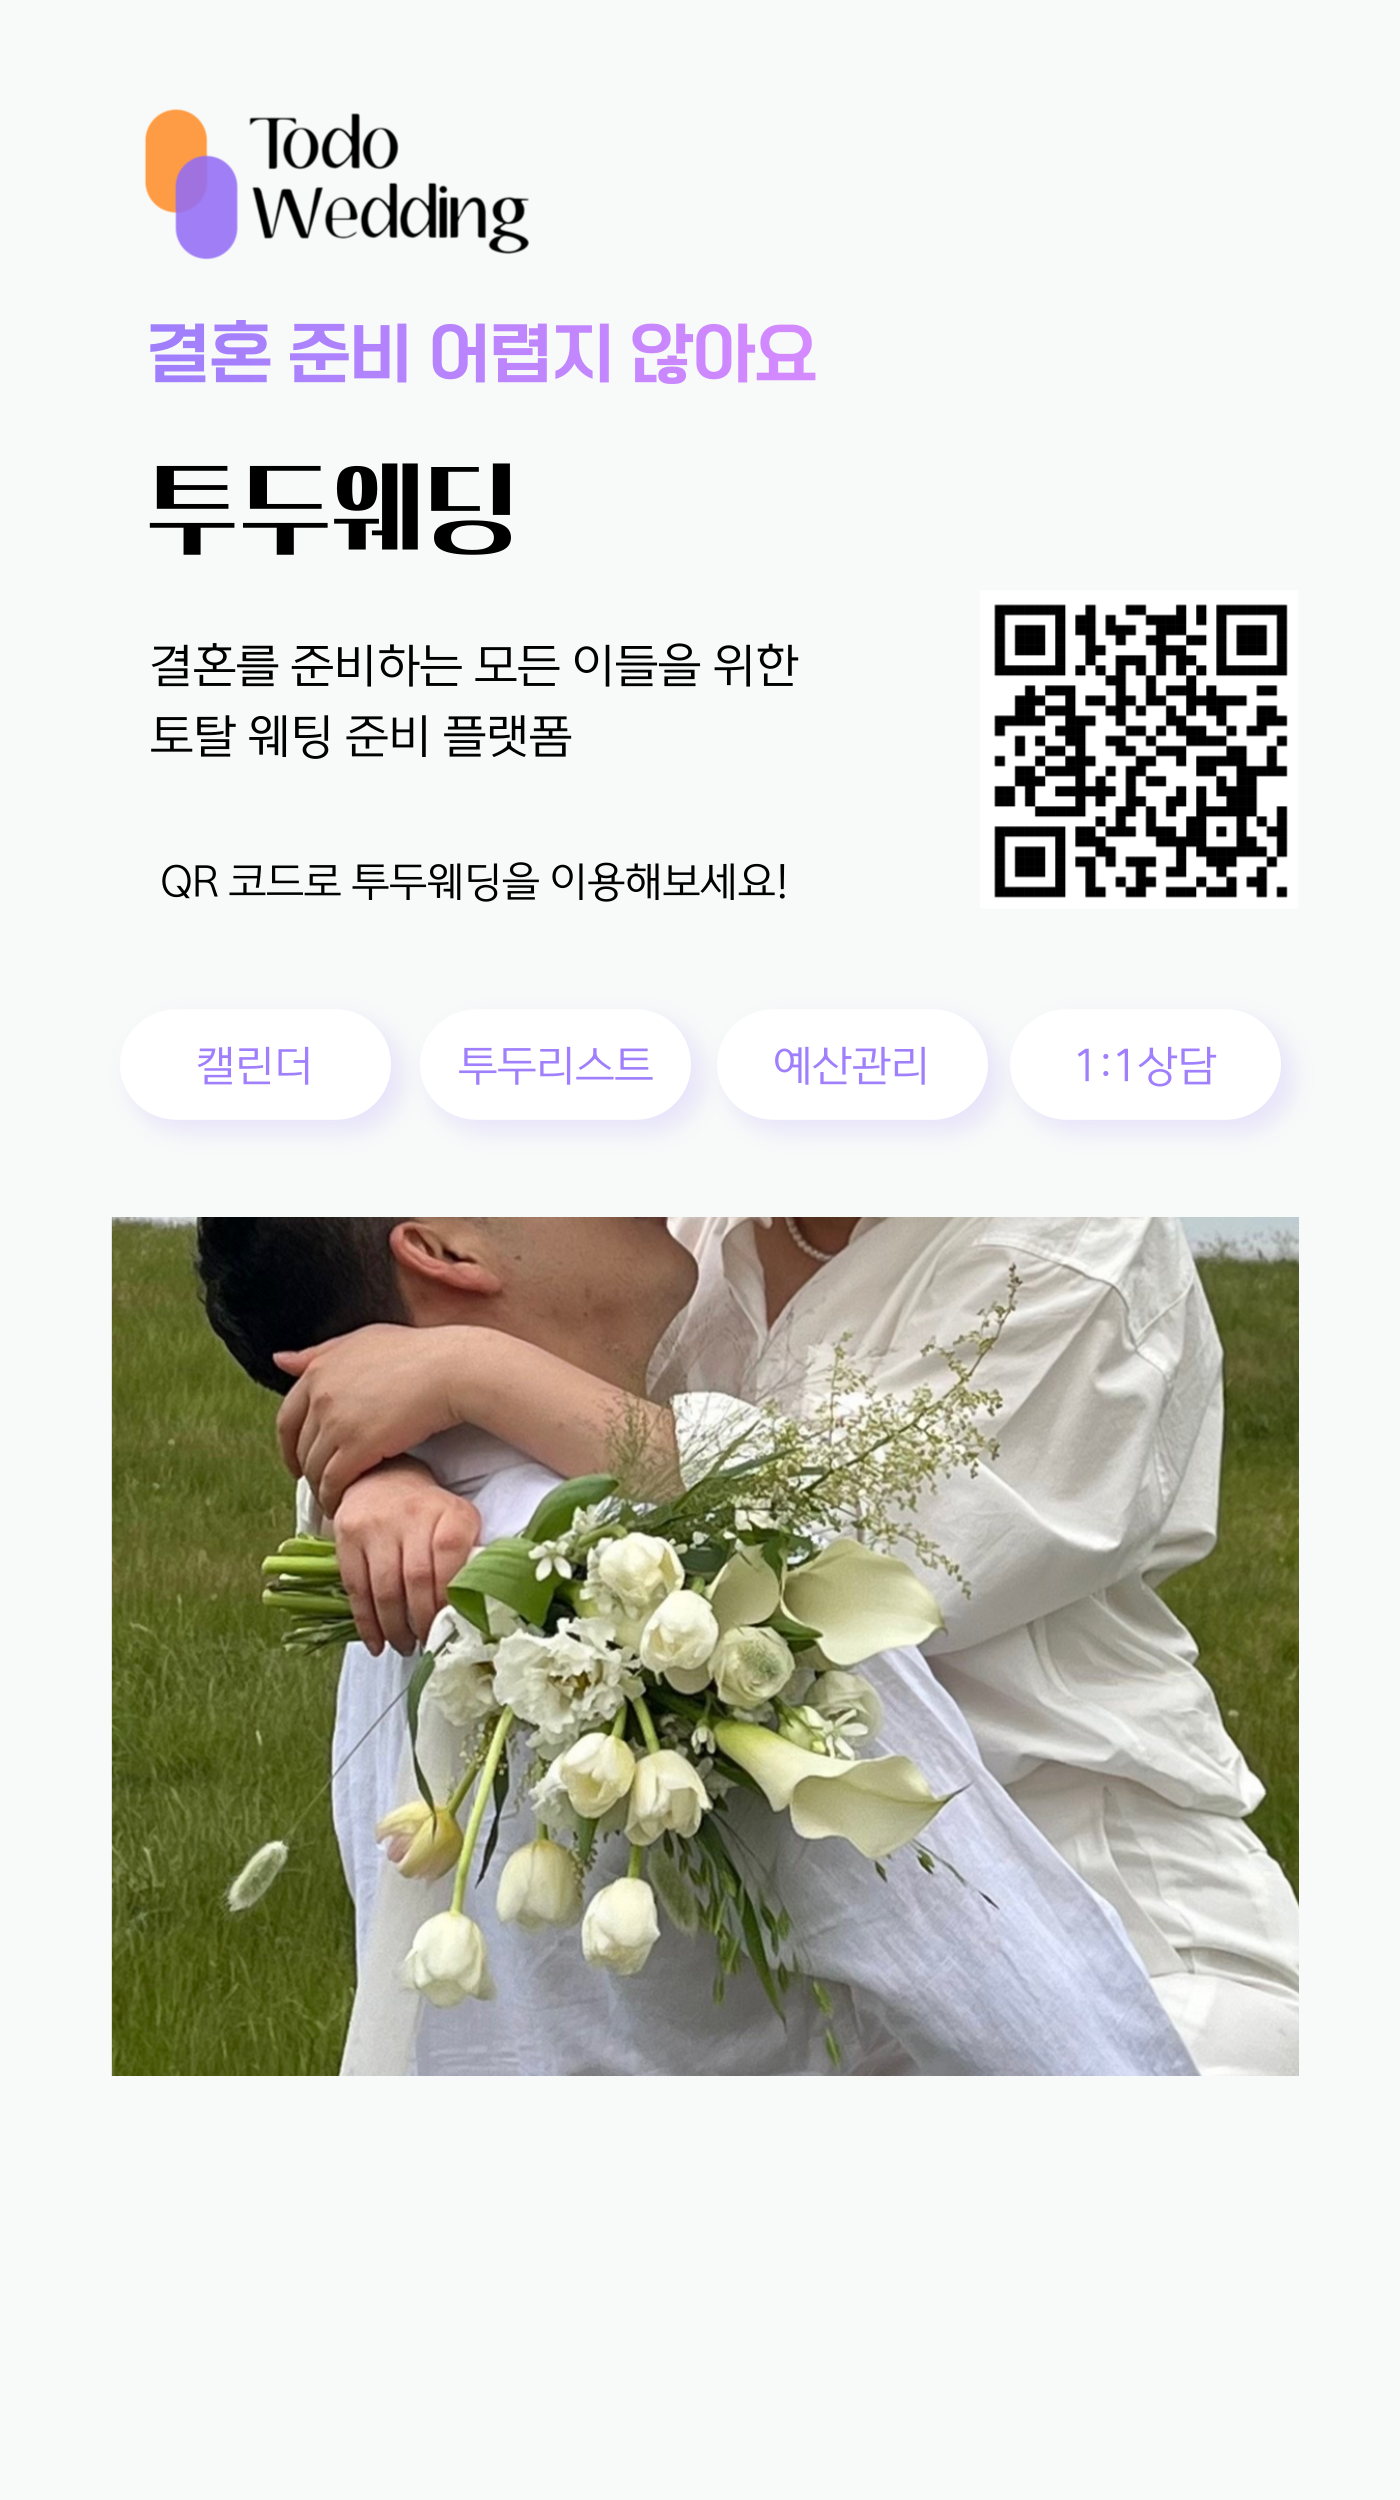 Todo
Wedding
결혼 준비 어렵지 않아요
투두웨딩
결혼를 준비하는 모든 이들을 위한
토탈 웨팅 준비 플랫폼
QR 코드로 투두웨딩을 이용해보세요!
캘린더
투두리스트
예산관리
1:1상담